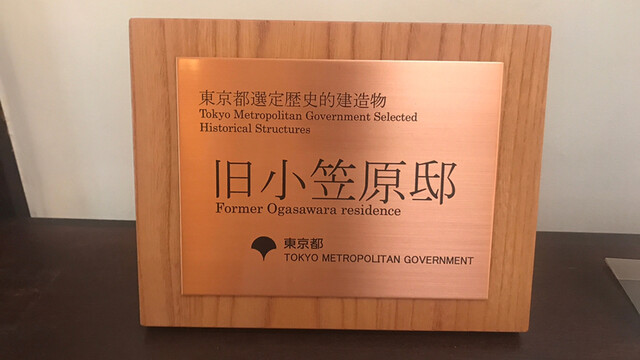 東京都選定歴史的建造物
Tokyo Metropolitan Government Selected
Historical Structures
旧小笠原邸
Former Ogasawara residence
東京都
TOKYO METROPOLITAN GOVERNMENT